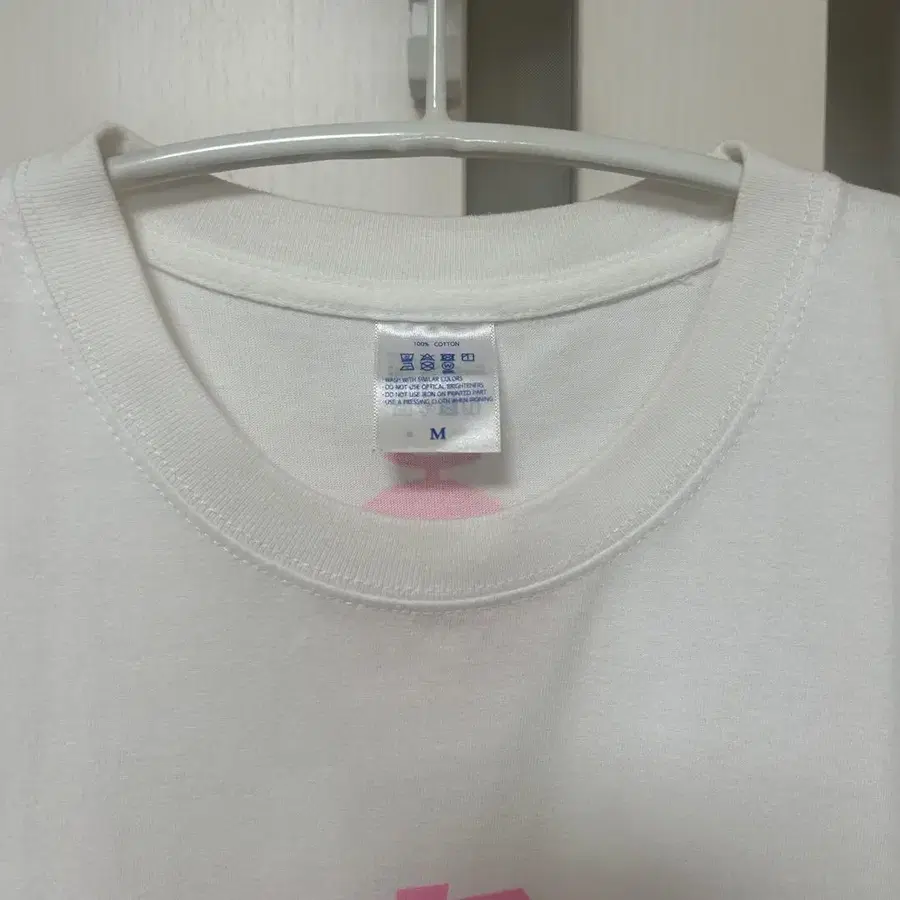 100% COTTON
WASH WITH SIMILAR COLORS
·DO NOT USE OPTICAL BRIGHTENERS
·DO NOT USE IRON ON PRINTED PART
·USE A PRESSING CLOTH WHEN IRONING
M